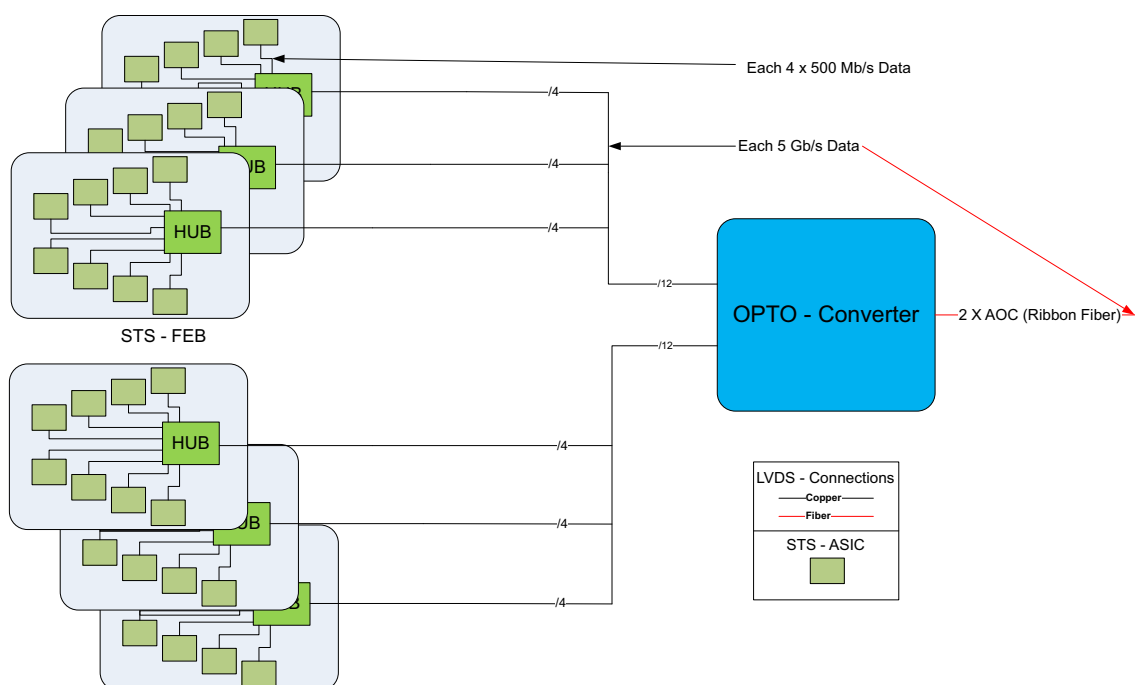 Each 4 x 500 Mb/s Data
/4
Each 5 Gb/s Data
/4
HUB
/4
/12
OPTO - Converter
2 X AOC (Ribbon Fiber)
STS - FEB
/12
HUB
/4
LVDS - Connections
Copper
Fiber
/4
STS - ASIC
/4